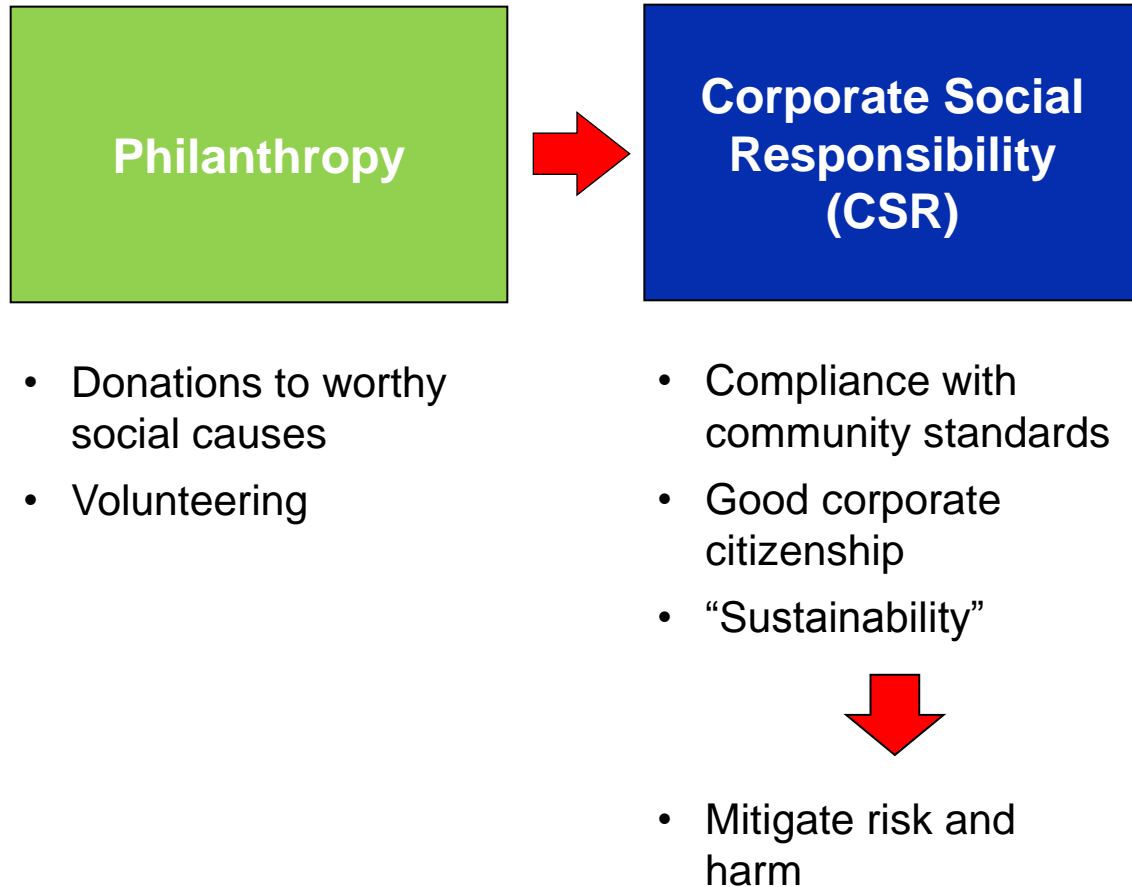 Philanthropy
Corporate Social
Responsibility
(CSR)
• Donations to worthy
social causes
• Volunteering
• Compliance with
community standards
• Good corporate
citizenship
• “Sustainability”
• Mitigate risk and
harm